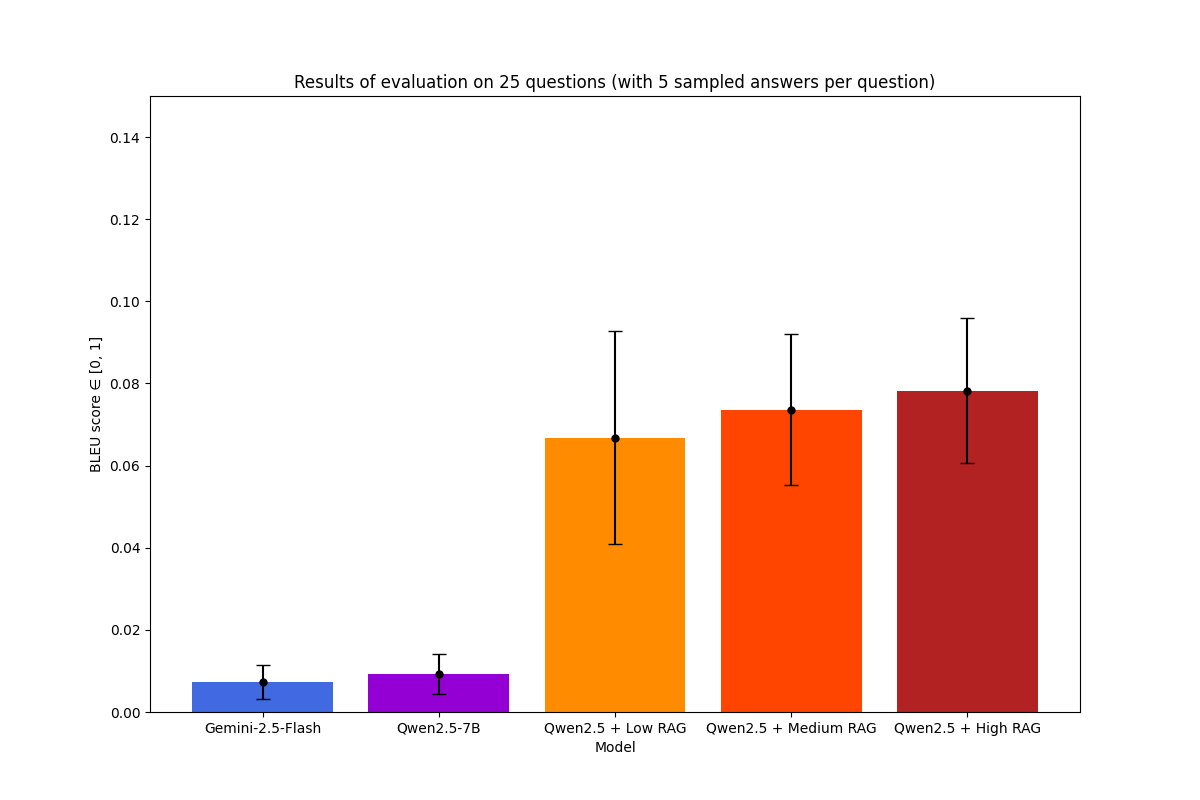 Results of evaluation on 25 questions (with 5 sampled answers per question)
BLEU score ∈ [0, 1]
0.14
0.12
0.10
0.08
0.06
0.04
0.02
0.00
Gemini-2.5-Flash
Qwen2.5-7B
Qwen2.5 + Low RAG
Qwen2.5 + Medium RAG
Qwen2.5 + High RAG
Model